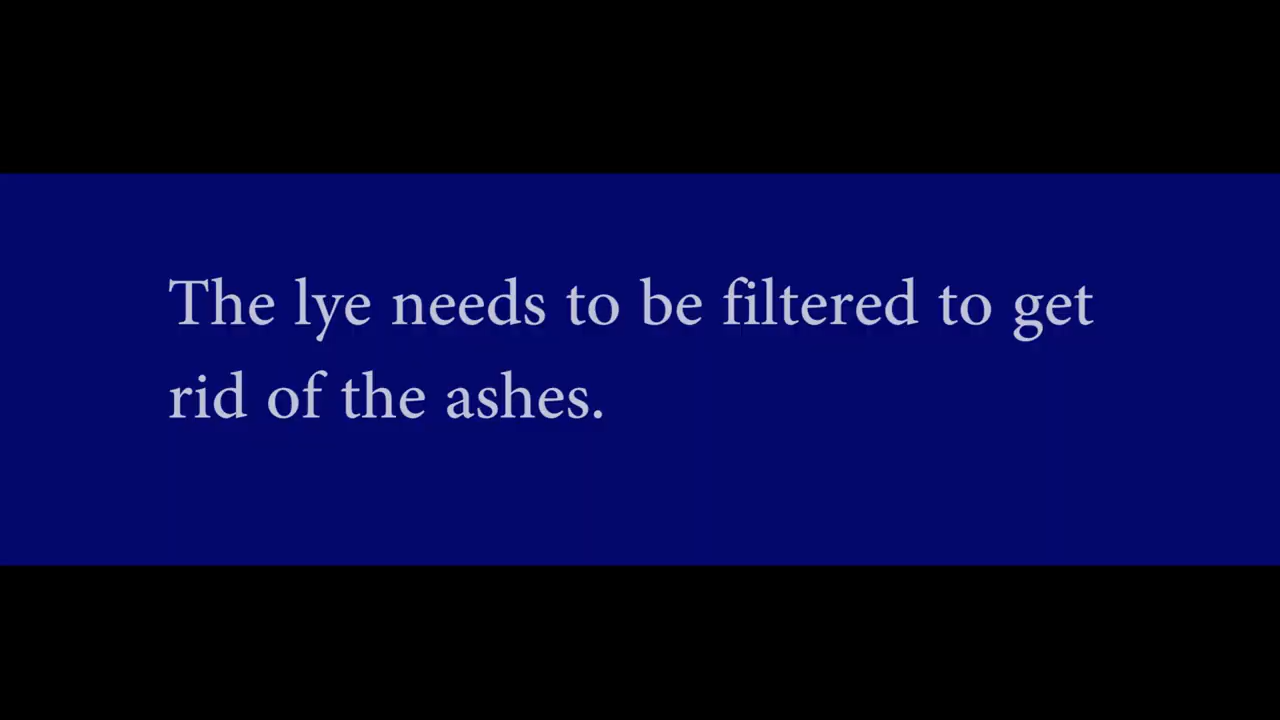 The lye needs to be filtered to get
rid of the ashes.